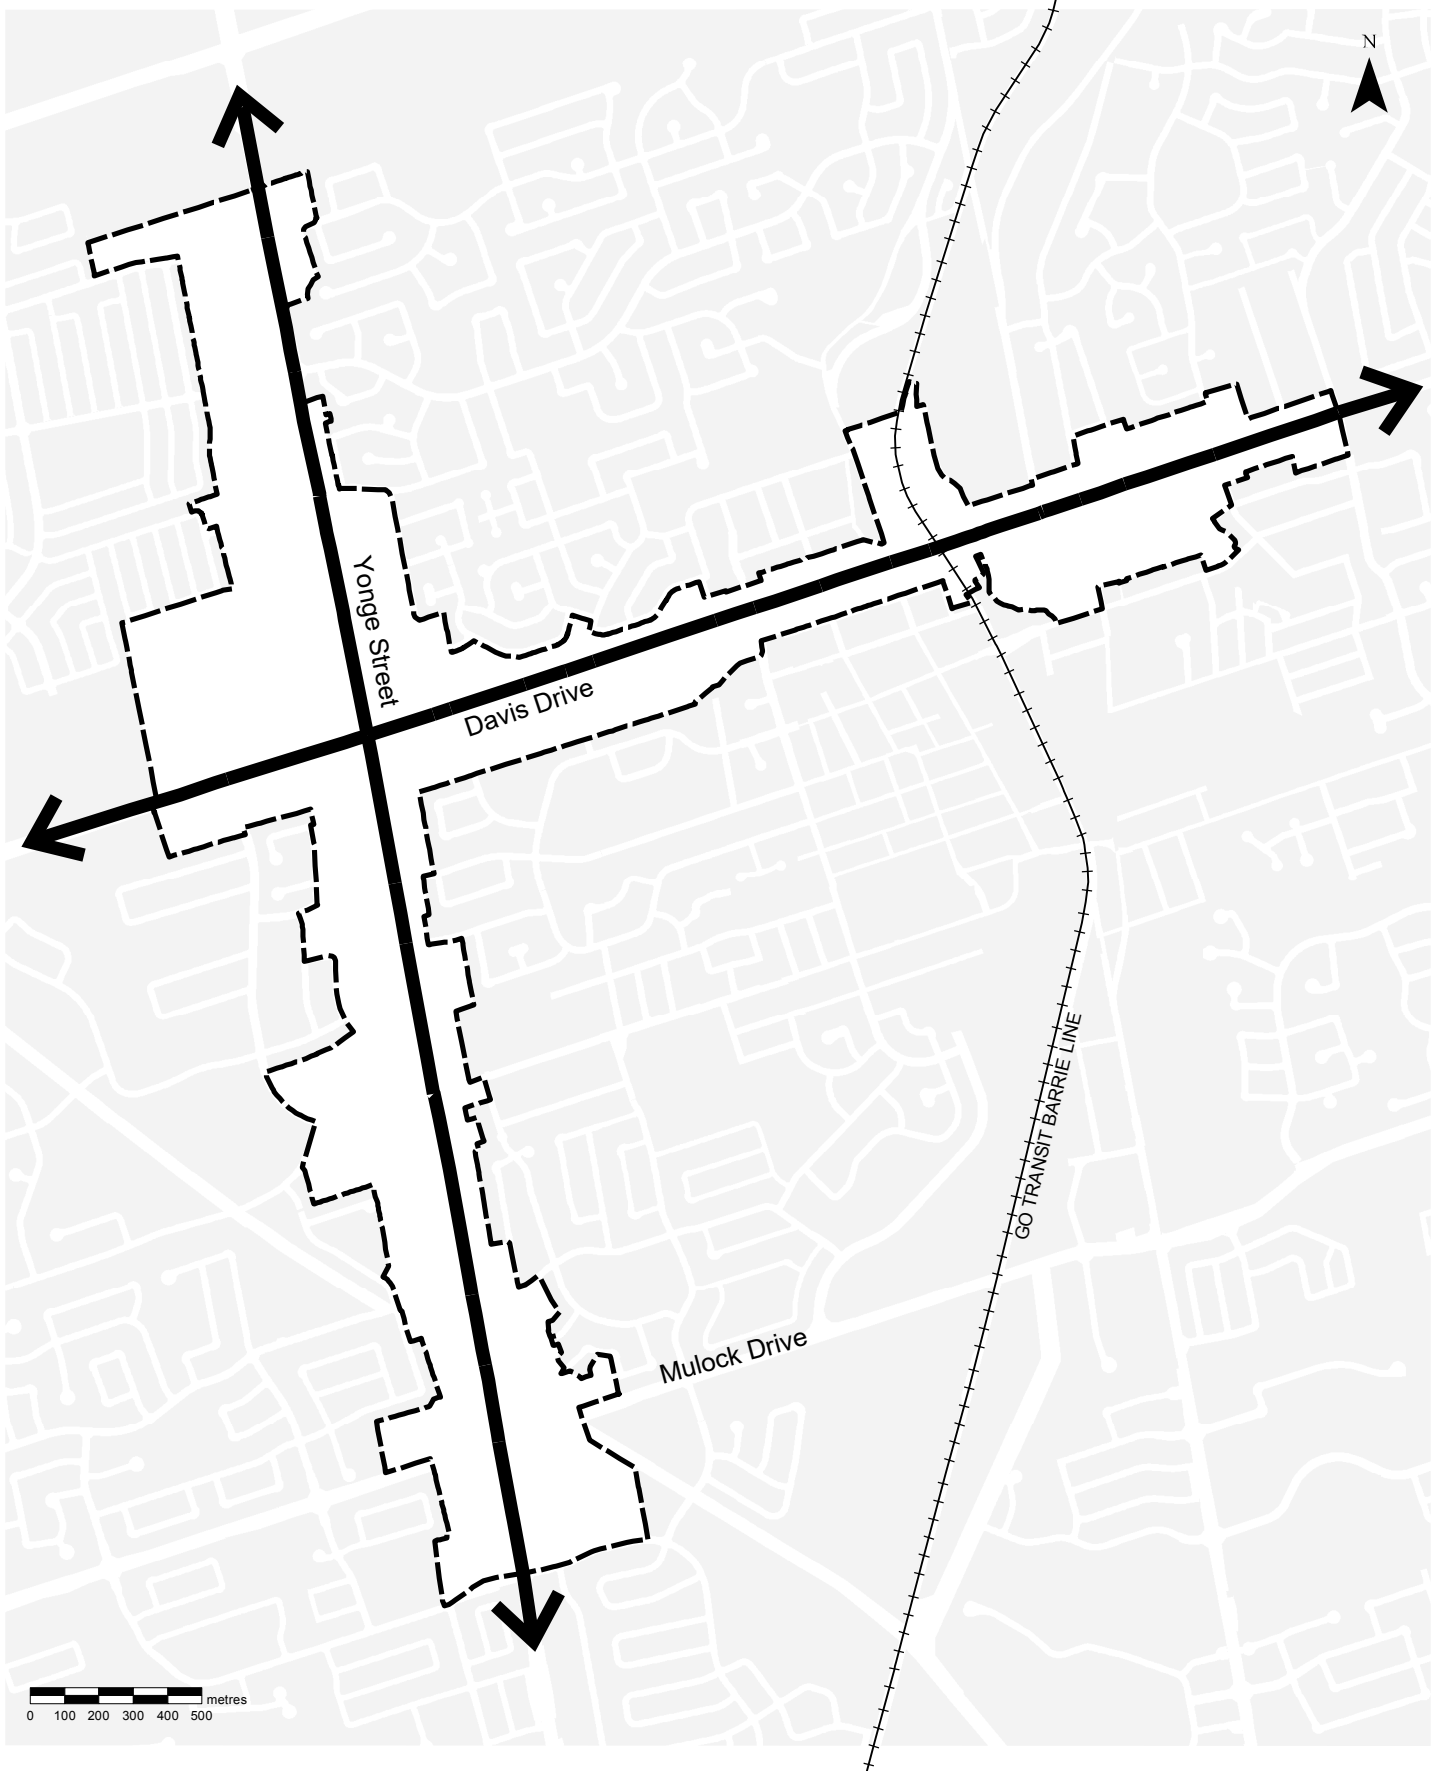 N
Yonge Street
Davis Drive
GO TRANSIT BARRIE LINE
Mulock Drive
metres
0 100 200 300 400 500